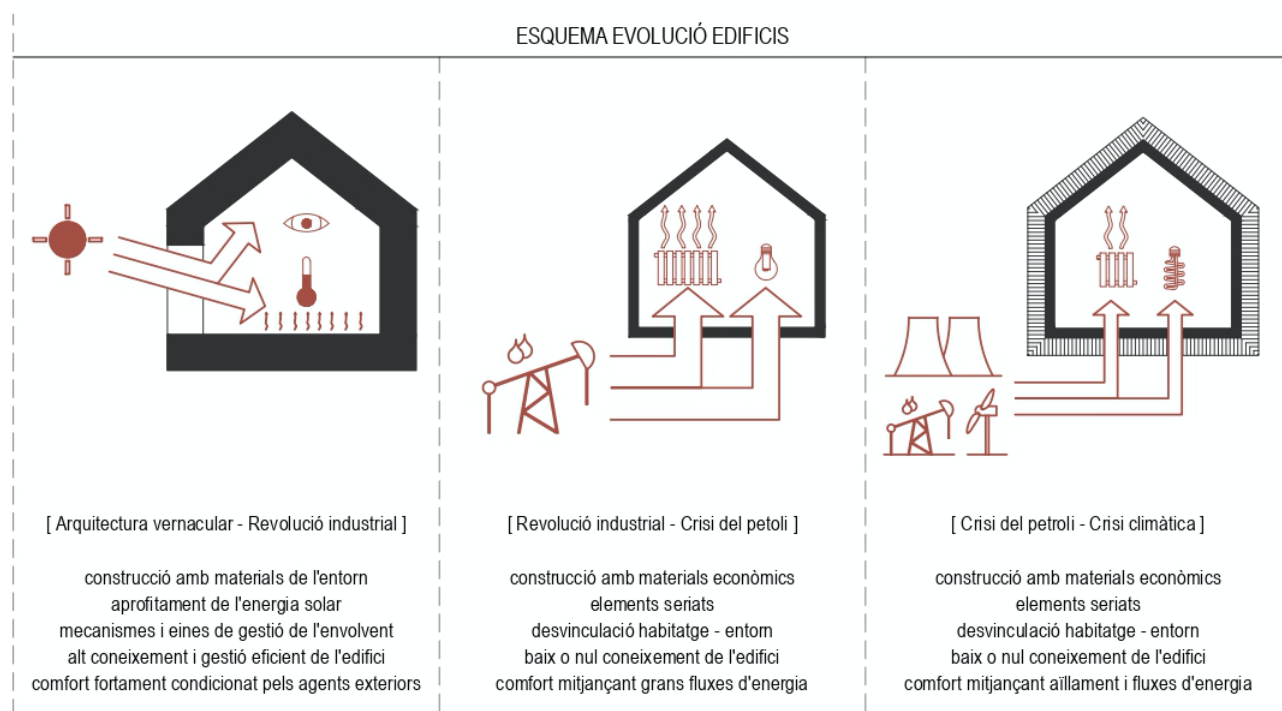 ESQUEMA EVOLUCIÓ EDIFICIS
[ Arquitectura vernacular - Revolució industrial ]
construcció amb materials de l'entorn
aprofitament de l'energia solar
mecanismes i eines de gestió de l'envolvent
alt coneixement i gestió eficient de l'edifici
comfort fortament condicionat pels agents exteriors
[ Revolució industrial - Crisi del petoli ]
construcció amb materials econòmics
elements seriats
desvinculació habitatge - entorn
baix o nul coneixement de l'edifici
comfort mitjançant grans fluxes d'energia
[ Crisi del petroli - Crisi climàtica ]
construcció amb materials econòmics
elements seriats
desvinculació habitatge - entorn
baix o nul coneixement de l'edifici
comfort mitjançant aïllament i fluxes d'energia